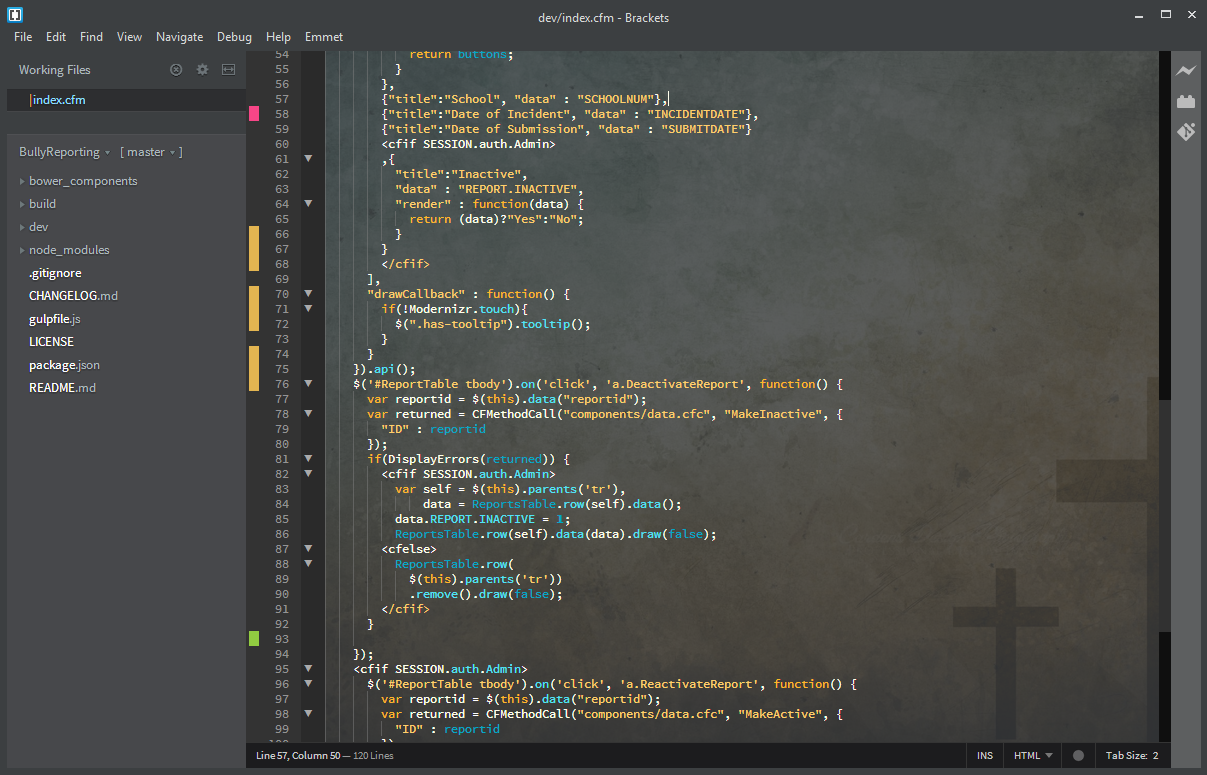 dev/index.cfm - Brackets
File Edit Find View Navigate Debug Help Emmet
Working Files
index.cfm
BullyReporting [ master ]
bower_components
build
dev
node_modules
.gitignore
CHANGELOG.md
gulpfile.js
LICENSE
package.json
README.md
54 return buttons;
55 }
56 },
57 {"title":"School", "data" : "SCHOOLNUM"},
58 {"title":"Date of Incident", "data" : "INCIDENTDATE"},
59 {"title":"Date of Submission", "data" : "SUBMITDATE"}
60 <cfif SESSION.auth.Admin>
61 ,{
62 "title":"Inactive",
63 "data" : "REPORT.INACTIVE",
64 "render" : function(data) {
65 return (data)?"Yes":"No";
66 }
67 }
68 </cfif>
69 ],
70 "drawCallback" : function() {
71 if(!Modernizr.touch){
72 $(".has-tooltip").tooltip();
73 }
74 }
75 }).api();
76 $('#ReportTable tbody').on('click', 'a.DeactivateReport', function() {
77 var reportid = $(this).data("reportid");
78 var returned = CFMethodCall("components/data.cfc", "MakeInactive", {
79 "ID" : reportid
80 });
81 if(DisplayErrors(returned)) {
82 <cfif SESSION.auth.Admin>
83 var self = $(this).parents('tr'),
84 data = ReportsTable.row(self).data();
85 data.REPORT.INACTIVE = 1;
86 ReportsTable.row(self).data(data).draw(false);
87 <cfelse>
88 ReportsTable.row(
89 $(this).parents('tr'))
90 .remove().draw(false);
91 </cfif>
92 }
93
94 });
95 <cfif SESSION.auth.Admin>
96 $('#ReportTable tbody').on('click', 'a.ReactivateReport', function() {
97 var reportid = $(this).data("reportid");
98 var returned = CFMethodCall("components/data.cfc", "MakeActive", {
99 "ID" : reportid
Line 57, Column 50 — 120 Lines INS HTML Tab Size: 2